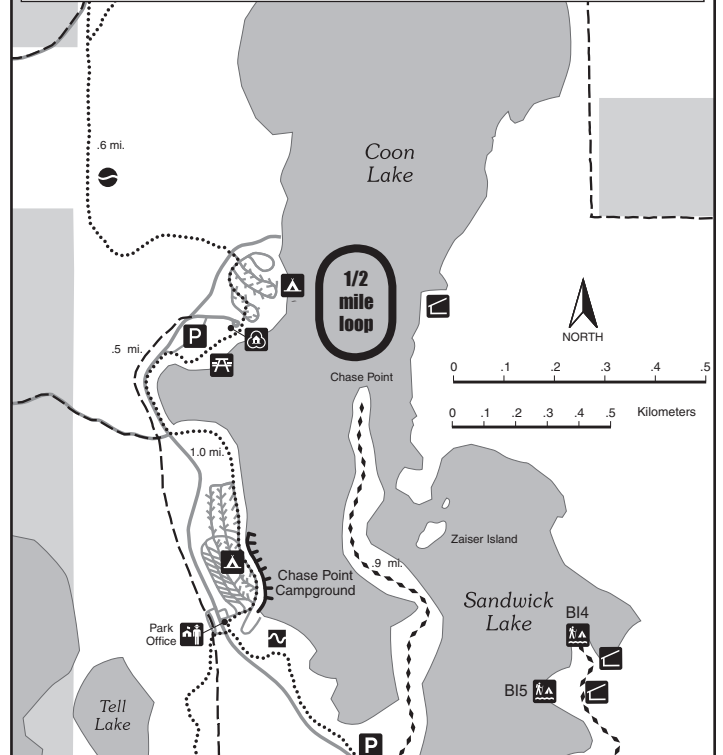 .6 mi.
Coon
Lake
1/2
mile
loop
NORTH
P
.5 mi.
Chase Point
0 .1 .2 .3 .4 .5
0 .1 .2 .3 .4 .5 Kilometers
1.0 mi.
Zaiser Island
.9 mi.
Chase Point
Campground
Sandwick
Lake
BI4
Park
Office
BI5
Tell
Lake
P